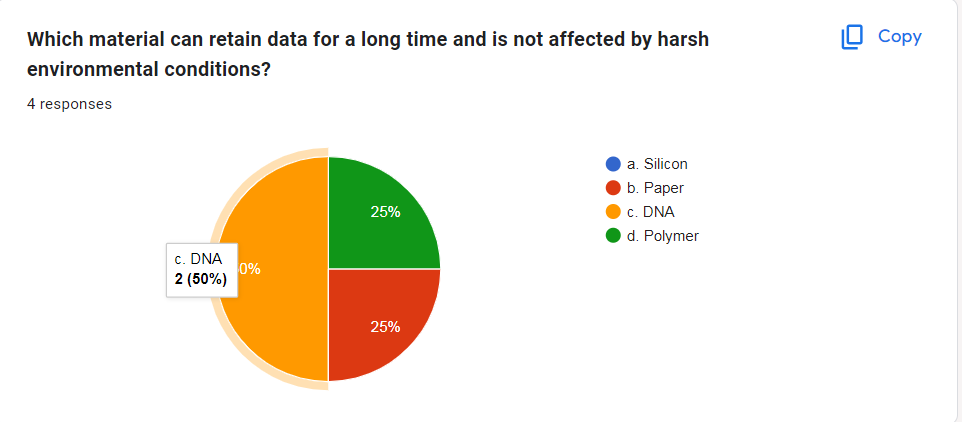 Which material can retain data for a long time and is not affected by harsh
environmental conditions?
Copy
4 responses
a. Silicon
b. Paper
c. DNA
d. Polymer
25%
c. DNA
2 (50%)
0%
25%